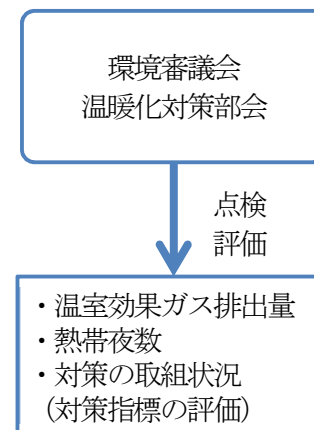 環境審議会
温暖化対策部会
点検
評価
・温室効果ガス排出量
・熱帯夜数
・対策の取組状況
(対策指標の評価)